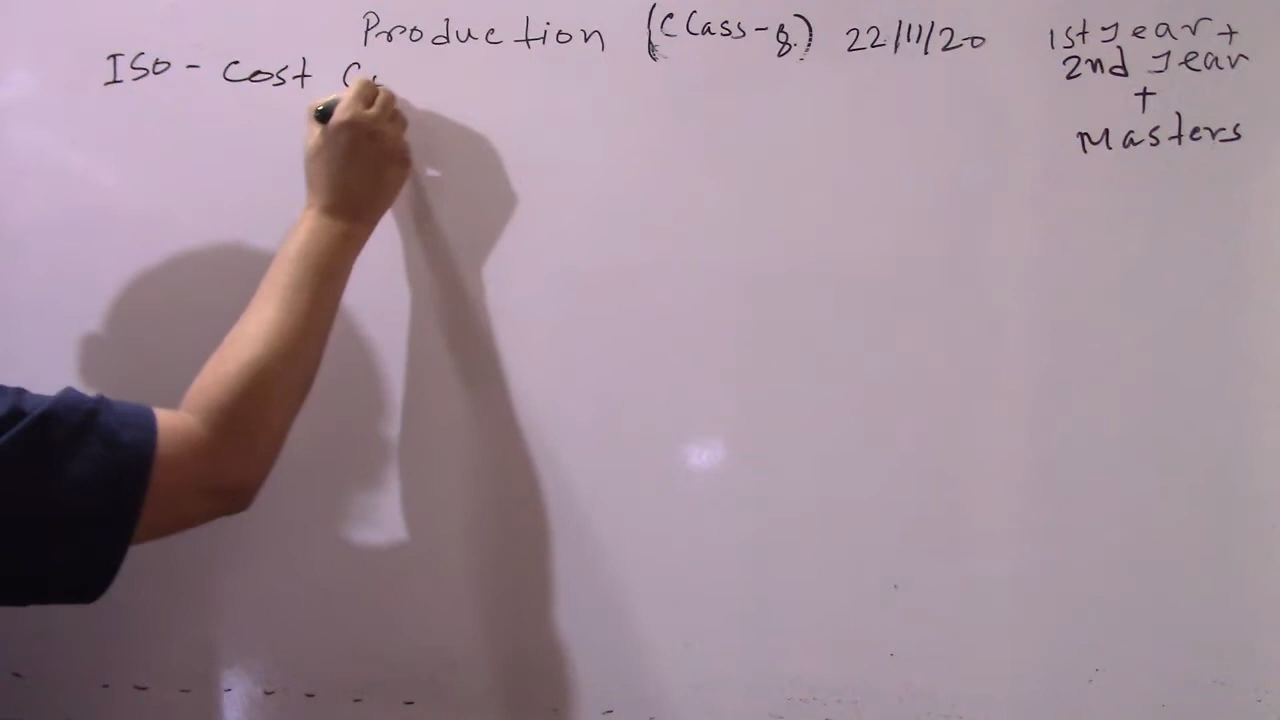 Production (Class-8.) 22/11/20
1st year +
2nd year
+
Masters
ISO - cost